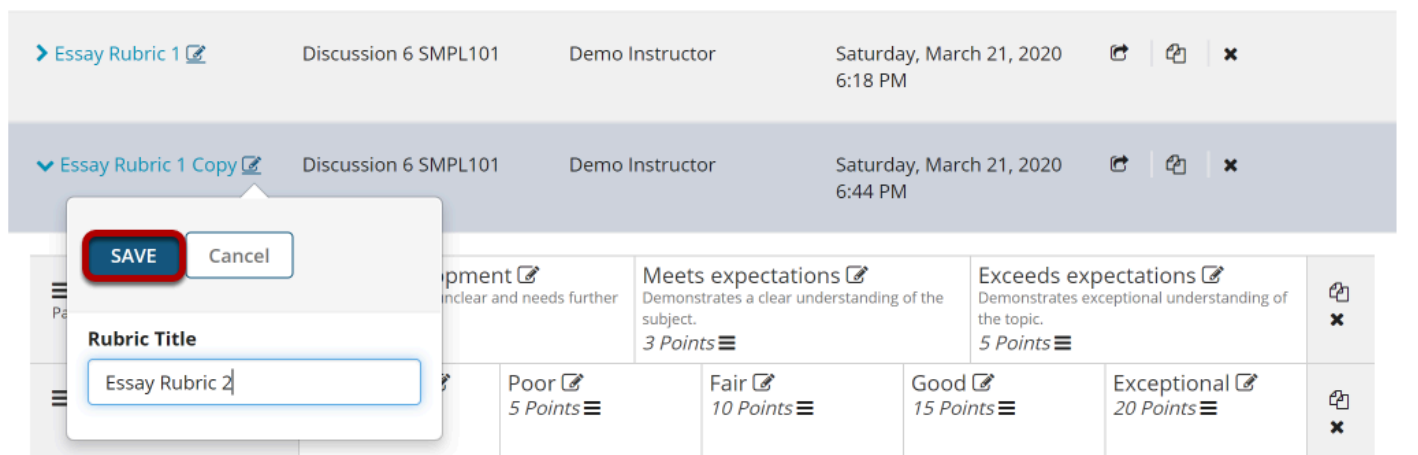 Essay Rubric 1
Discussion 6 SMPL101
Demo Instructor
Saturday, March 21, 2020
6:18 PM
Essay Rubric 1 Copy
Discussion 6 SMPL101
Demo Instructor
Saturday, March 21, 2020
6:44 PM
SAVE
Cancel
Rubric Title
Essay Rubric 2
opment
unclear and needs further
Meets expectations
Demonstrates a clear understanding of the
subject.
3 Points
Exceeds expectations
Demonstrates exceptional understanding of
the topic.
5 Points
Poor
5 Points
Fair
10 Points
Good
15 Points
Exceptional
20 Points